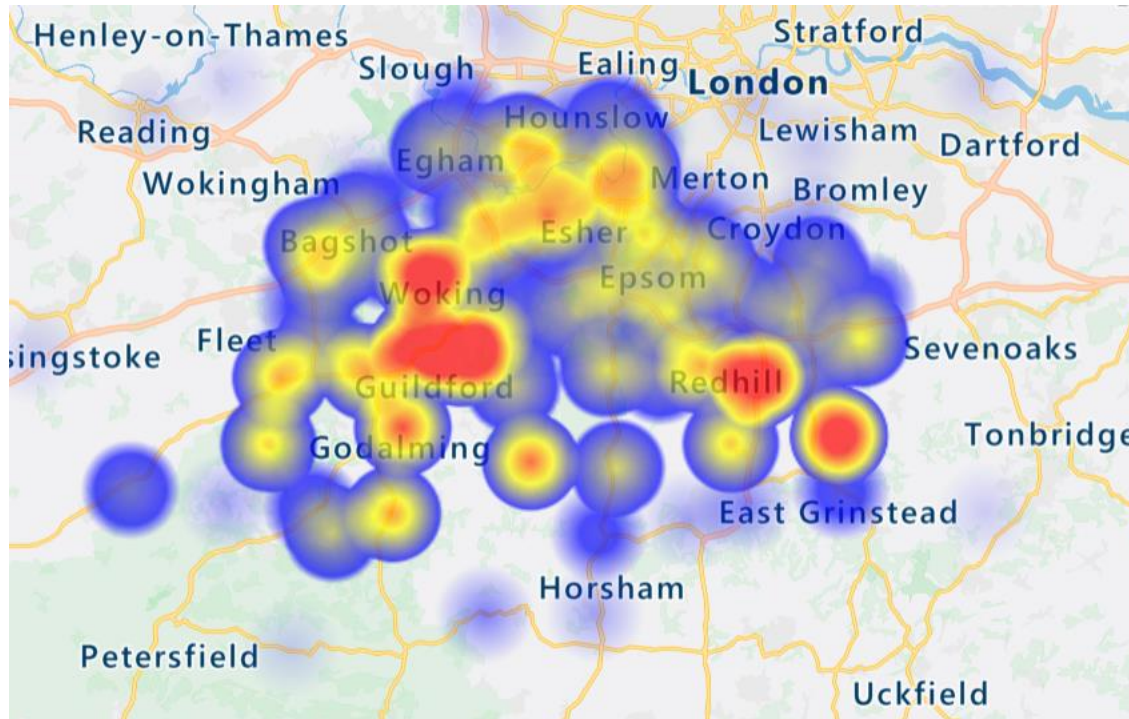 Henley-on-Thames
Stratford
Slough
Ealing
London
Reading
Hounslow
Lewisham
Dartford
Egham
Wokingham
Merton
Bromley
Bagshot
Esher
Croydon
Epsom
Woking
Fleet
singstoke
Sevenoaks
Guildford
Redhill
Godalming
Tonbridge
East Grinstead
Horsham
Petersfield
Uckfield